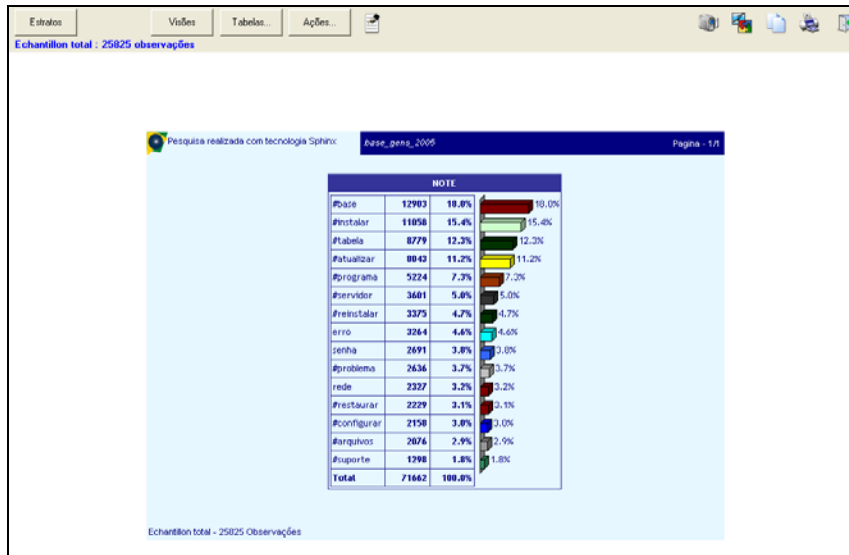 Estratos Visões Tabelas... Ações...
Echantillon total : 25825 observações
Pesquisa realizada com tecnologia Sphinx base_gens_2005 Pagina - 1/1
NOTE
#base 12903 18.0% 18.0%
#instalar 11058 15.4% 15.4%
#tabela 8779 12.3% 12.3%
#atualizar 8043 11.2% 11.2%
#programa 5224 7.3% 7.3%
#servidor 3601 5.0% 5.0%
#reinstalar 3375 4.7% 4.7%
erro 3264 4.6% 4.6%
senha 2691 3.8% 3.8%
#problema 2636 3.7% 3.7%
rede 2327 3.2% 3.2%
#restaurar 2229 3.1% 3.1%
#configurar 2158 3.0% 3.0%
#arquivos 2076 2.9% 2.9%
#suporte 1298 1.8% 1.8%
Total 71662 100.0%
Echantillon total - 25825 Observações